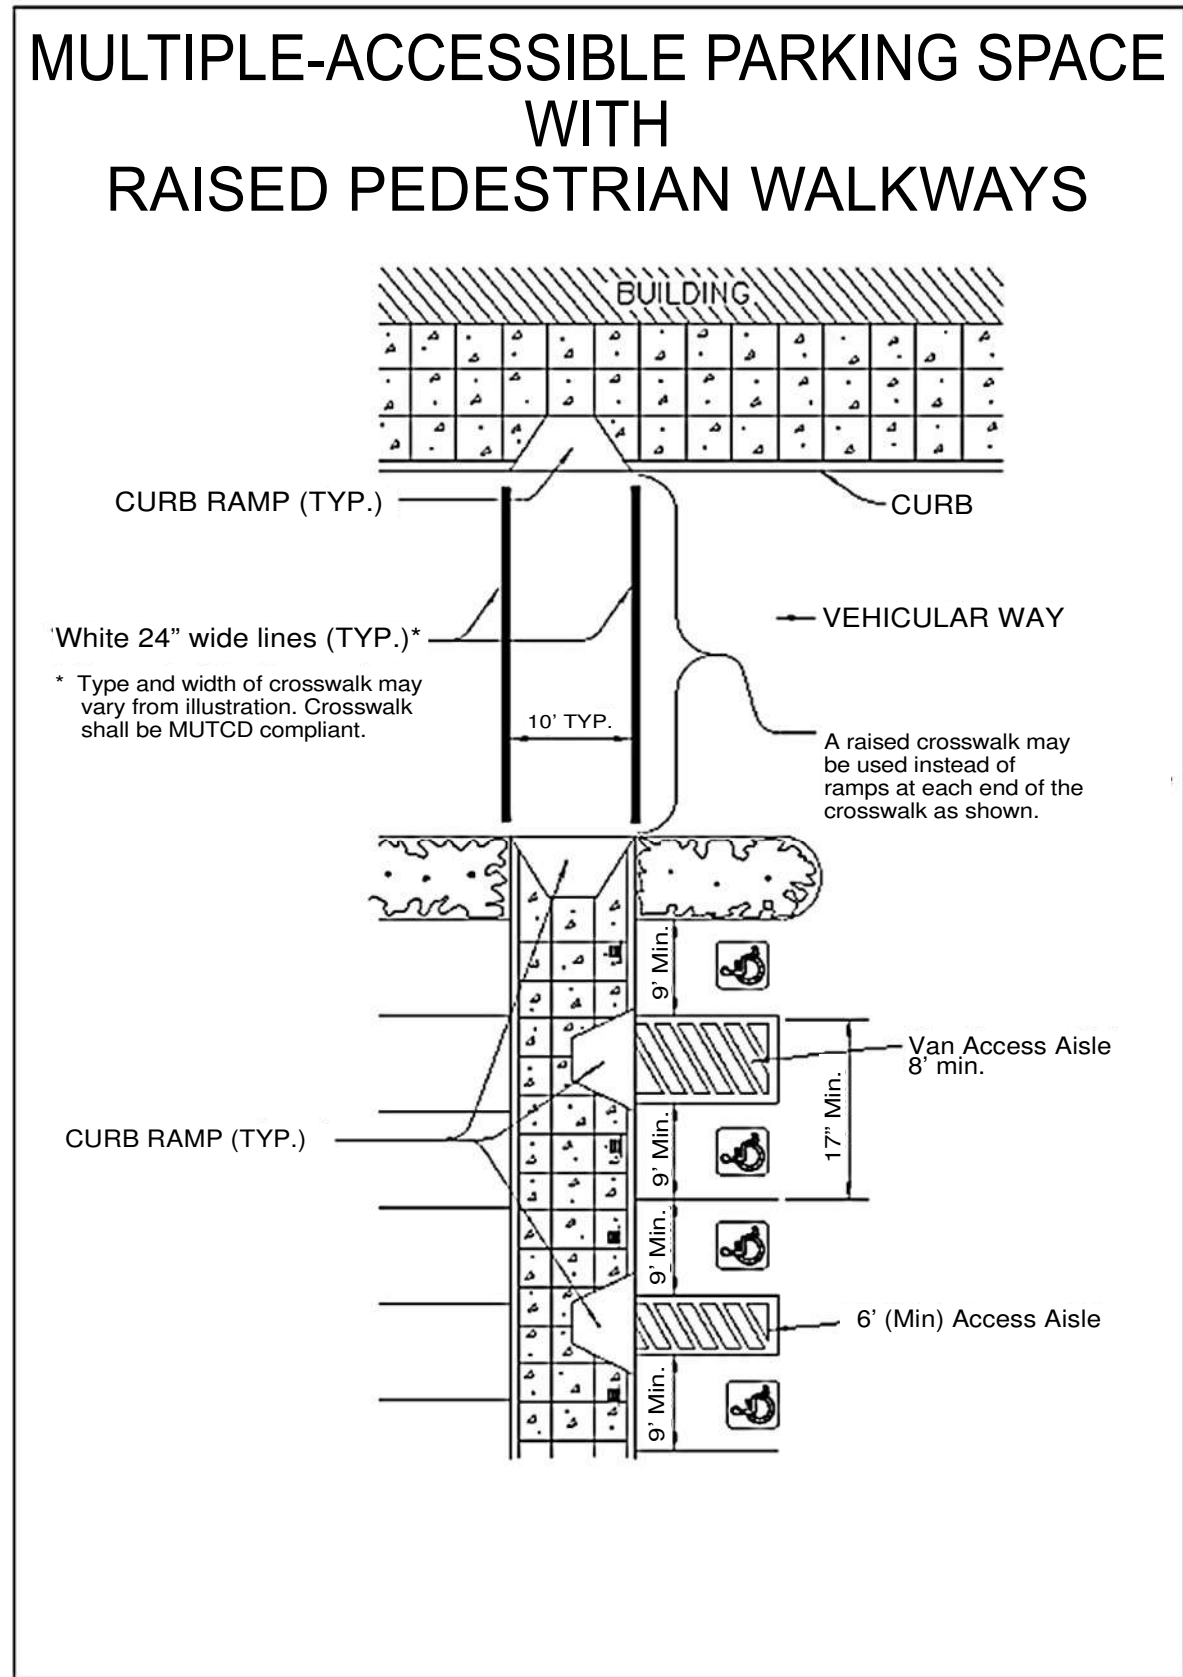 MULTIPLE-ACCESSIBLE PARKING SPACE
WITH
RAISED PEDESTRIAN WALKWAYS
BUILDING
CURB RAMP (TYP.)
CURB
White 24” wide lines (TYP.)*
VEHICULAR WAY
* Type and width of crosswalk may
vary from illustration. Crosswalk
shall be MUTCD compliant.
10’ TYP.
A raised crosswalk may
be used instead of
ramps at each end of the
crosswalk as shown.
9’ Min.
Van Access Aisle
8’ min.
CURB RAMP (TYP.)
9’ Min.
17” Min.
9’ Min.
6’ (Min) Access Aisle
9’ Min.